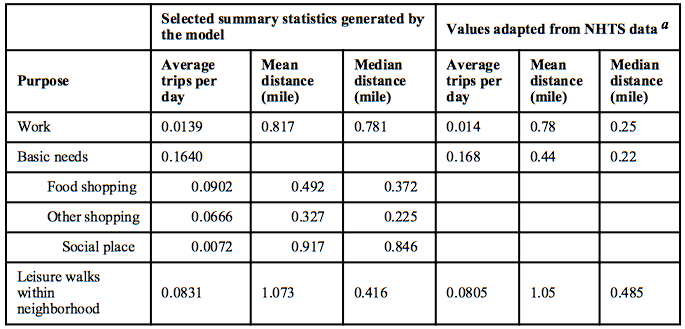 Selected summary statistics generated by the model	Values adapted from NHTS data a
Purpose	Average trips per day	Mean distance (mile)	Median distance (mile)	Average trips per day	Mean distance (mile)	Median distance (mile)
Work	0.0139	0.817	0.781	0.014	0.78	0.25
Basic needs	0.1640			0.168	0.44	0.22
Food shopping	0.0902	0.492	0.372
Other shopping	0.0666	0.327	0.225
Social place	0.0072	0.917	0.846
Leisure walks within neighborhood	0.0831	1.073	0.416	0.0805	1.05	0.485